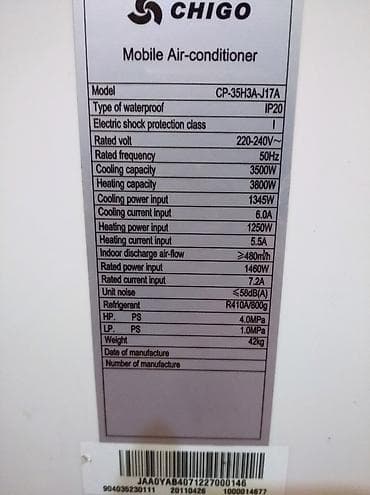 CHIGO
Mobile Air-conditioner
Model CP-35H3A-J17A
Type of waterproof IP20
Electric shock protection class I
Rated volt 220-240V~
Rated frequency 50Hz
Cooling capacity 3500W
Heating capacity 3800W
Cooling power input 1345W
Cooling current input 6.0A
Heating power input 1250W
Heating current input 5.5A
Indoor discharge air-flow ≥480m³/h
Rated power input 1460W
Rated current input 7.2A
Unit noise ≤58dB(A)
Refrigerant R410A/800g
HP. PS 4.0MPa
LP. PS 1.0MPa
Weight 42kg
Date of manufacture
Number of manufacture
JAA0YAB4071227000146
904035230111 20110426 1000014677